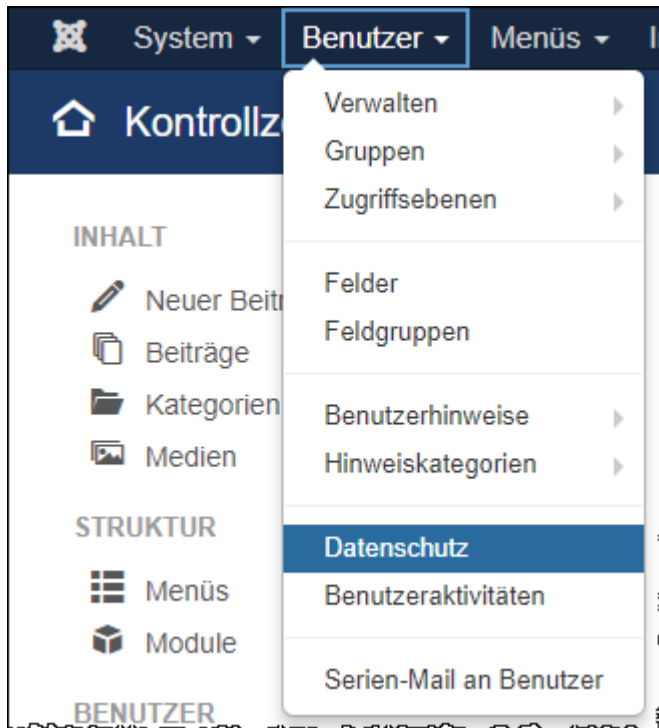 System Benutzer Menüs
Kontrollz
Verwalten
Gruppen
Zugriffsebenen
Felder
Feldgruppen
Benutzerhinweise
Hinweiskategorien
Datenschutz
Benutzeraktivitäten
Serien-Mail an Benutzer
INHALT
Neuer Beitr
Beiträge
Kategorien
Medien
STRUKTUR
Menüs
Module
BENUTZER